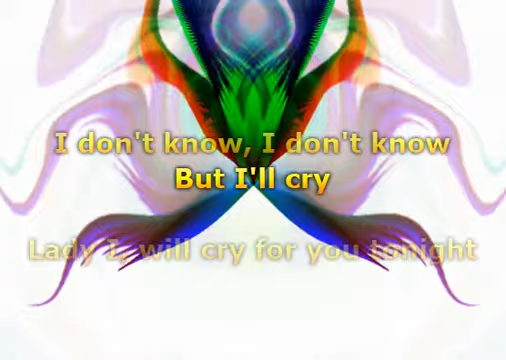 I don't know, I don't know
But I'll cry
Lady I, will cry for you tonight